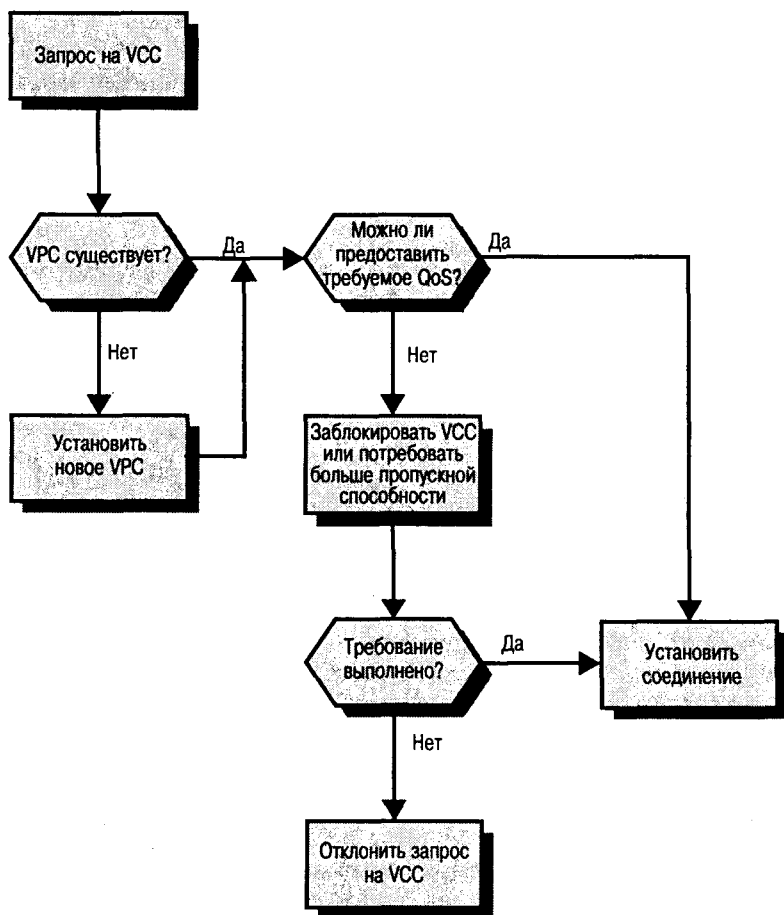 Запрос на VCC
VPC существует?
Да
Можно ли
предоставить
требуемое QoS?
Да
Нет
Нет
Установить
новое VPC
Заблокировать VCC
или потребовать
больше пропускной
способности
Требование
выполнено?
Да
Установить
соединение
Нет
Отклонить запрос
на VCC